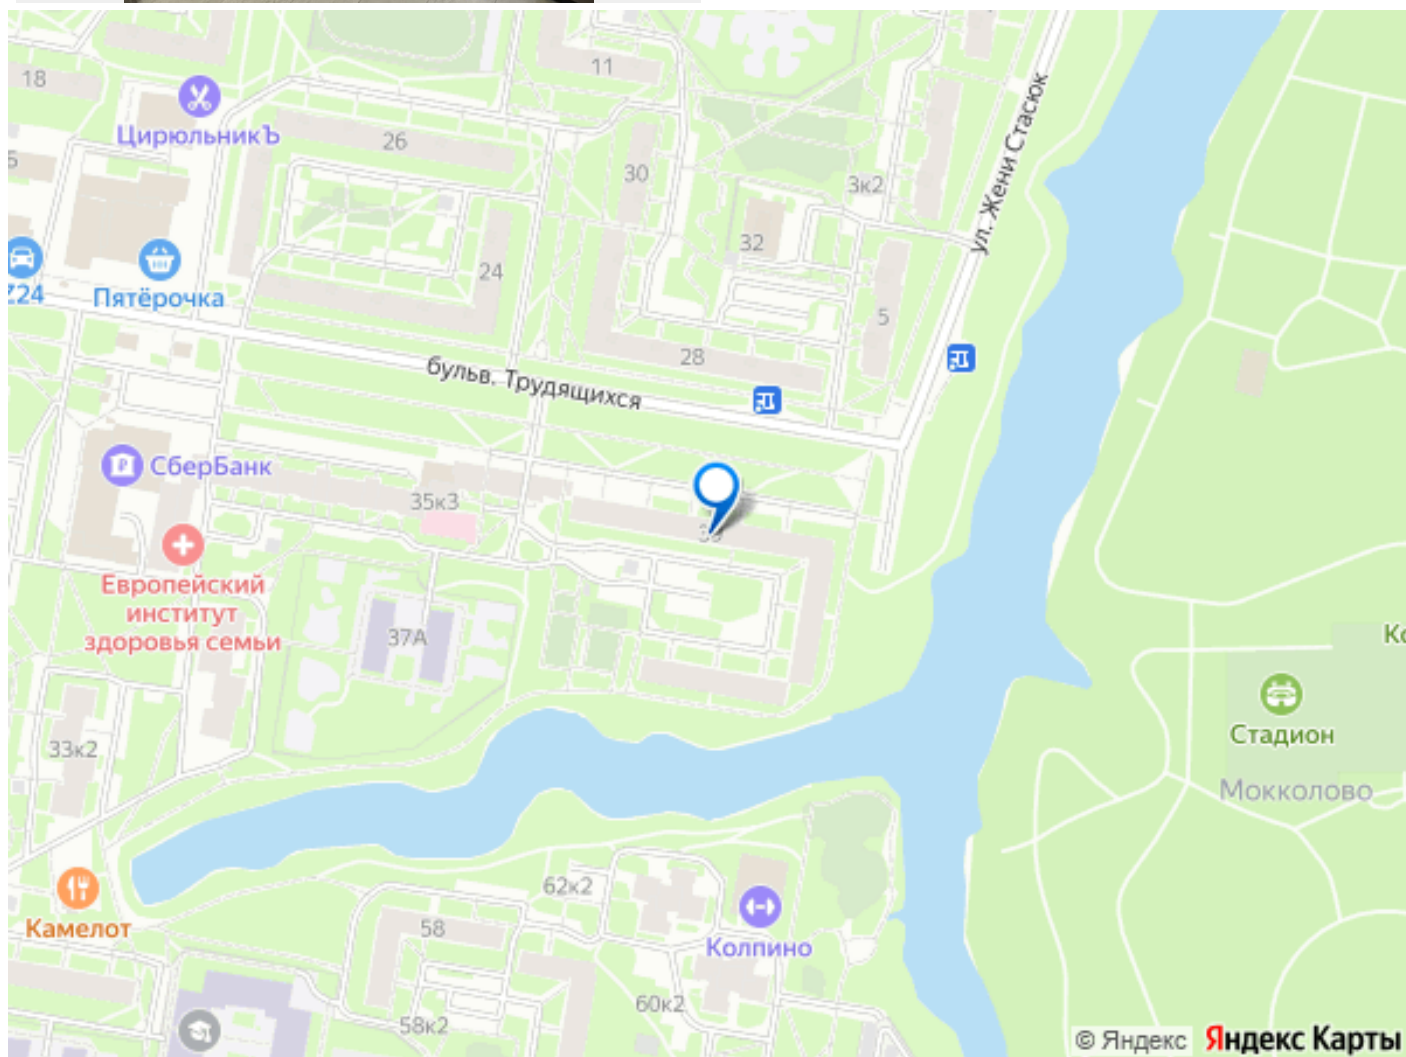 18
11
ЦирюльникЪ
26
30
3к2
ул. Жени Стасюк
32
24
Z24
Пятёрочка
5
28
бульв. Трудящихся
СберБанк
35к3
Европейский
институт
здоровья семьи
37А
Стадион
Мокколово
33к2
62к2
Камелот
58
Колпино
60к2
58к2
© Яндекс Яндекс Карты